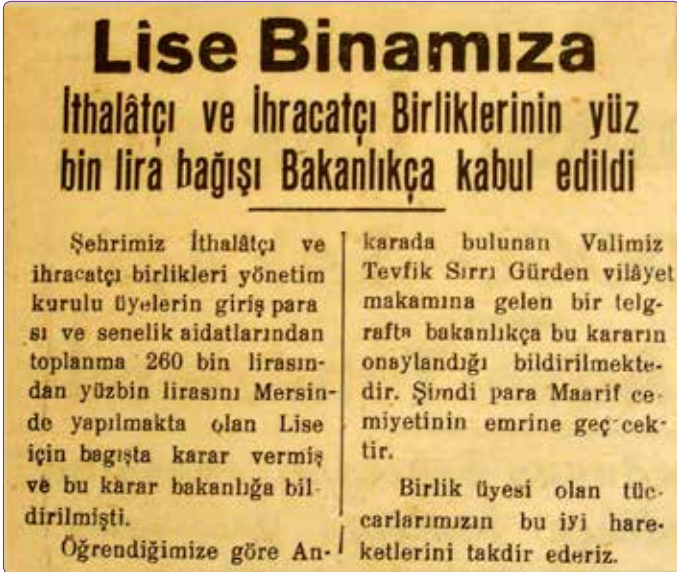 Lise Binamıza
İthalâtçı ve İhracatçı Birliklerinin yüz
bin lira bağışı Bakanlıkça kabul edildi
Şehrimiz İthalâtçı ve
ihracatçı birlikleri yönetim
kurulu üyelerin giriş para
sı ve senelik aidatlarından
toplanma 260 bin lirasın-
dan yüzbin lirasını Mersin-
de yapılmakta olan Lise
için bagışta karar vermiş
ve bu karar bakanlığa bil-
dirilmişti.
Öğrendiğimize göre An-
karada bulunan Valimiz
Tevfik Sırrı Gürden vilâyet
makamına gelen bir telg-
rafta bakanlıkça bu kararın
onaylandığı bildirilmekte-
dir. Şimdi para Maarif ce-
miyetinin emrine geçecek-
tir.
Birlik üyesi olan tüc-
carlarımızın bu iyi hare-
ketlerini takdir ederiz.